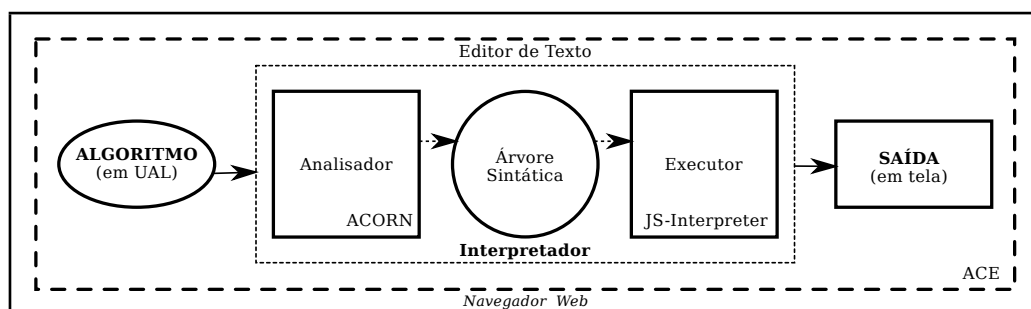 Editor de Texto
ALGORITMO
(em UAL)
Analisador
ACORN
Árvore
Sintática
Executor
JS-Interpreter
Interpretador
SAÍDA
(em tela)
ACE
Navegador Web